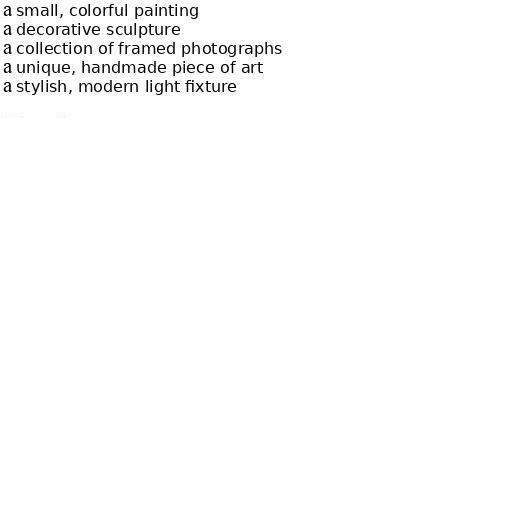 a small, colorful painting
a decorative sculpture
a collection of framed photographs
a unique, handmade piece of art
a stylish, modern light fixture